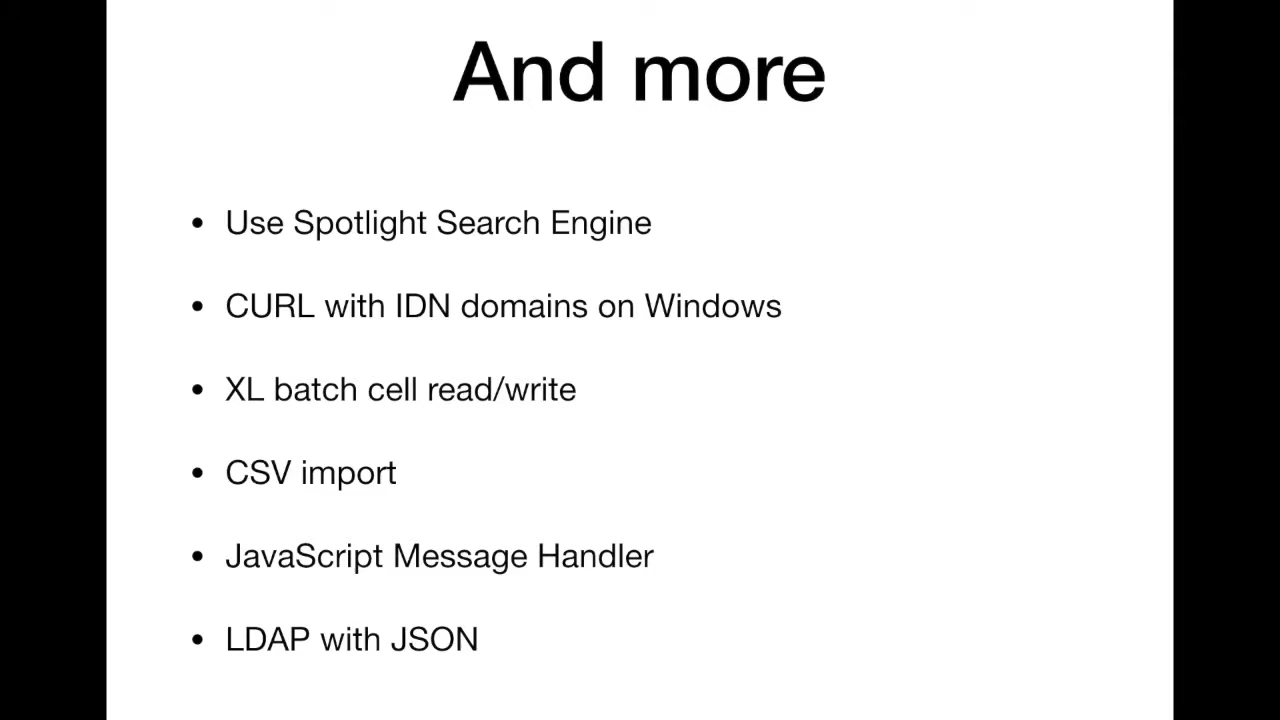 And more
• Use Spotlight Search Engine
• CURL with IDN domains on Windows
• XL batch cell read/write
• CSV import
• JavaScript Message Handler
• LDAP with JSON